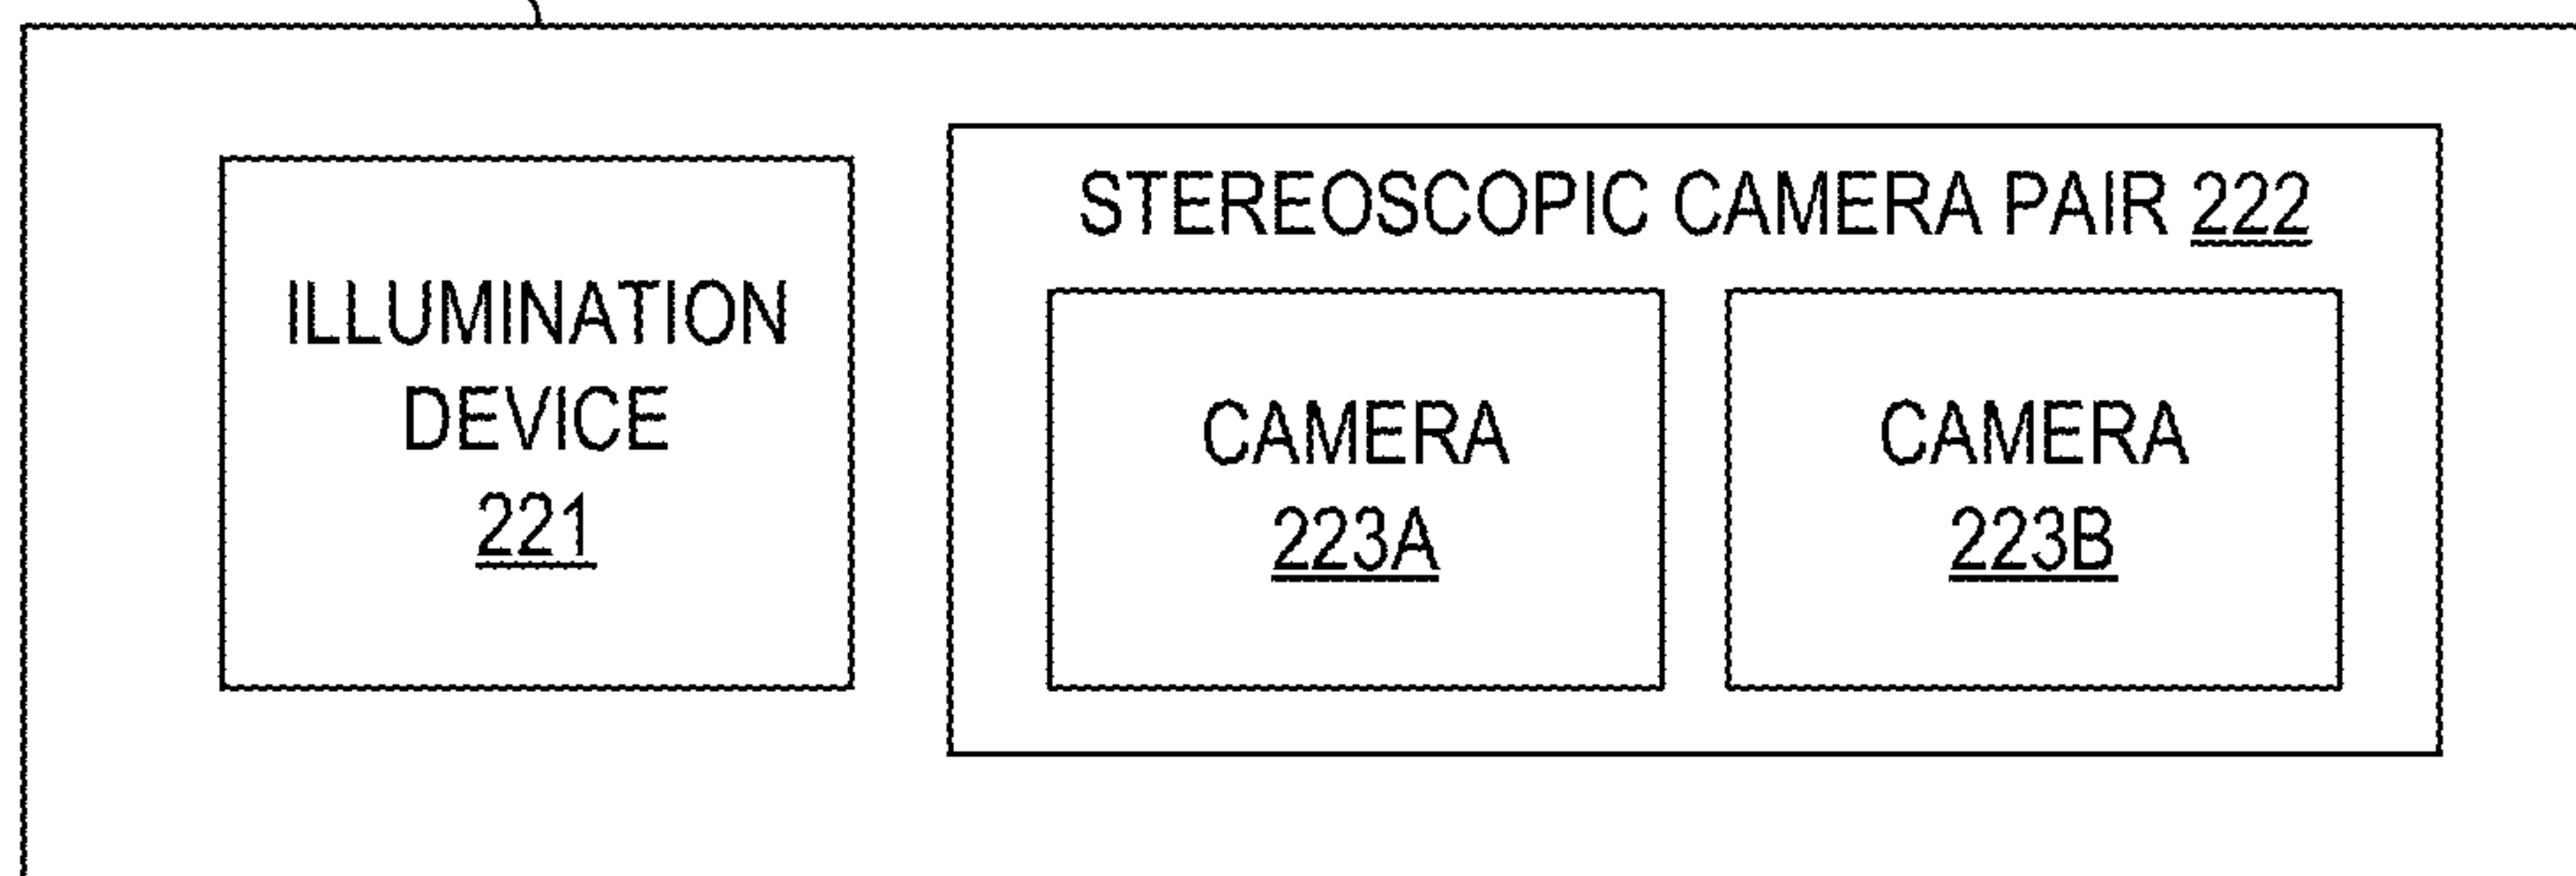 ILLUMINATION
DEVICE
221
STEREOSCOPIC CAMERA PAIR 222
CAMERA
223A
CAMERA
223B